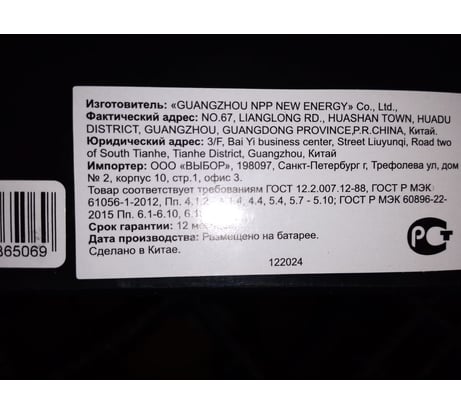 Изготовитель: «GUANGZHOU NPP NEW ENERGY» Co., Ltd.,
Фактический адрес: NO.67, LIANGLONG RD., HUASHAN TOWN, HUADU
DISTRICT, GUANGZHOU, GUANGDONG PROVINCE,P.R.CHINA, Китай.
Юридический адрес: 3/F, Bai Yi business center, Street Liuyunqi, Road two
of South Tianhe, Tianhe District, Guangzhou, Китай
Импортер: ООО «ВЫБОР», 198097, Санкт-Петербург г, Трефолева ул, дом
№ 2, корпус 10, стр.1, офис 3.
Товар соответствует требованиям ГОСТ 12.2.007.12-88, ГОСТ Р МЭК
61056-1-2012, Пп. 4.1.2, 4.4, 5.4, 5.7 - 5.10; ГОСТ Р МЭК 60896-22-
2015 Пп. 6.1-6.10,
Срок гарантии: 12
Дата производства: Размещено на батарее.
Сделано в Китае.
122024
865069
РСТ